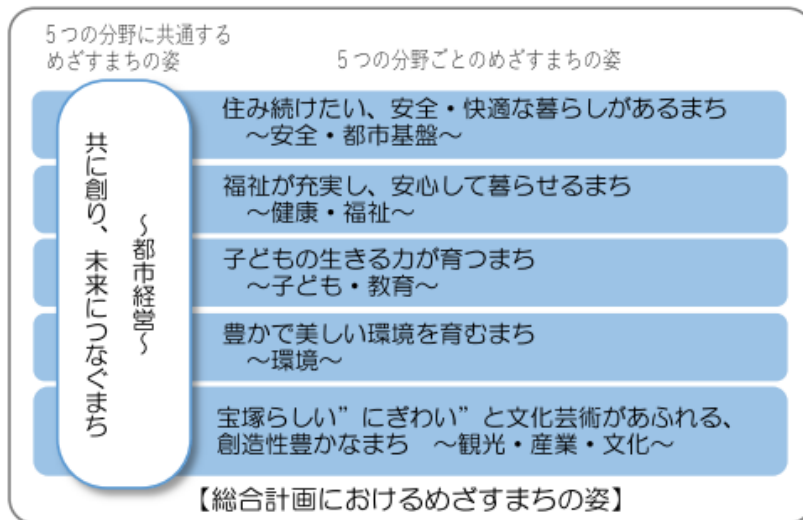 5つの分野に共通する
めざすまちの姿
5つの分野ごとのめざすまちの姿
共に創り、未来につなぐまち
～都市経営～
住み続けたい、安全・快適な暮らしがあるまち
～安全・都市基盤～
福祉が充実し、安心して暮らせるまち
～健康・福祉～
子どもの生きる力が育つまち
～子ども・教育～
豊かで美しい環境を育むまち
～環境～
宝塚らしい”にぎわい”と文化芸術があふれる、
創造性豊かなまち　～観光・産業・文化～
【総合計画におけるめざすまちの姿】